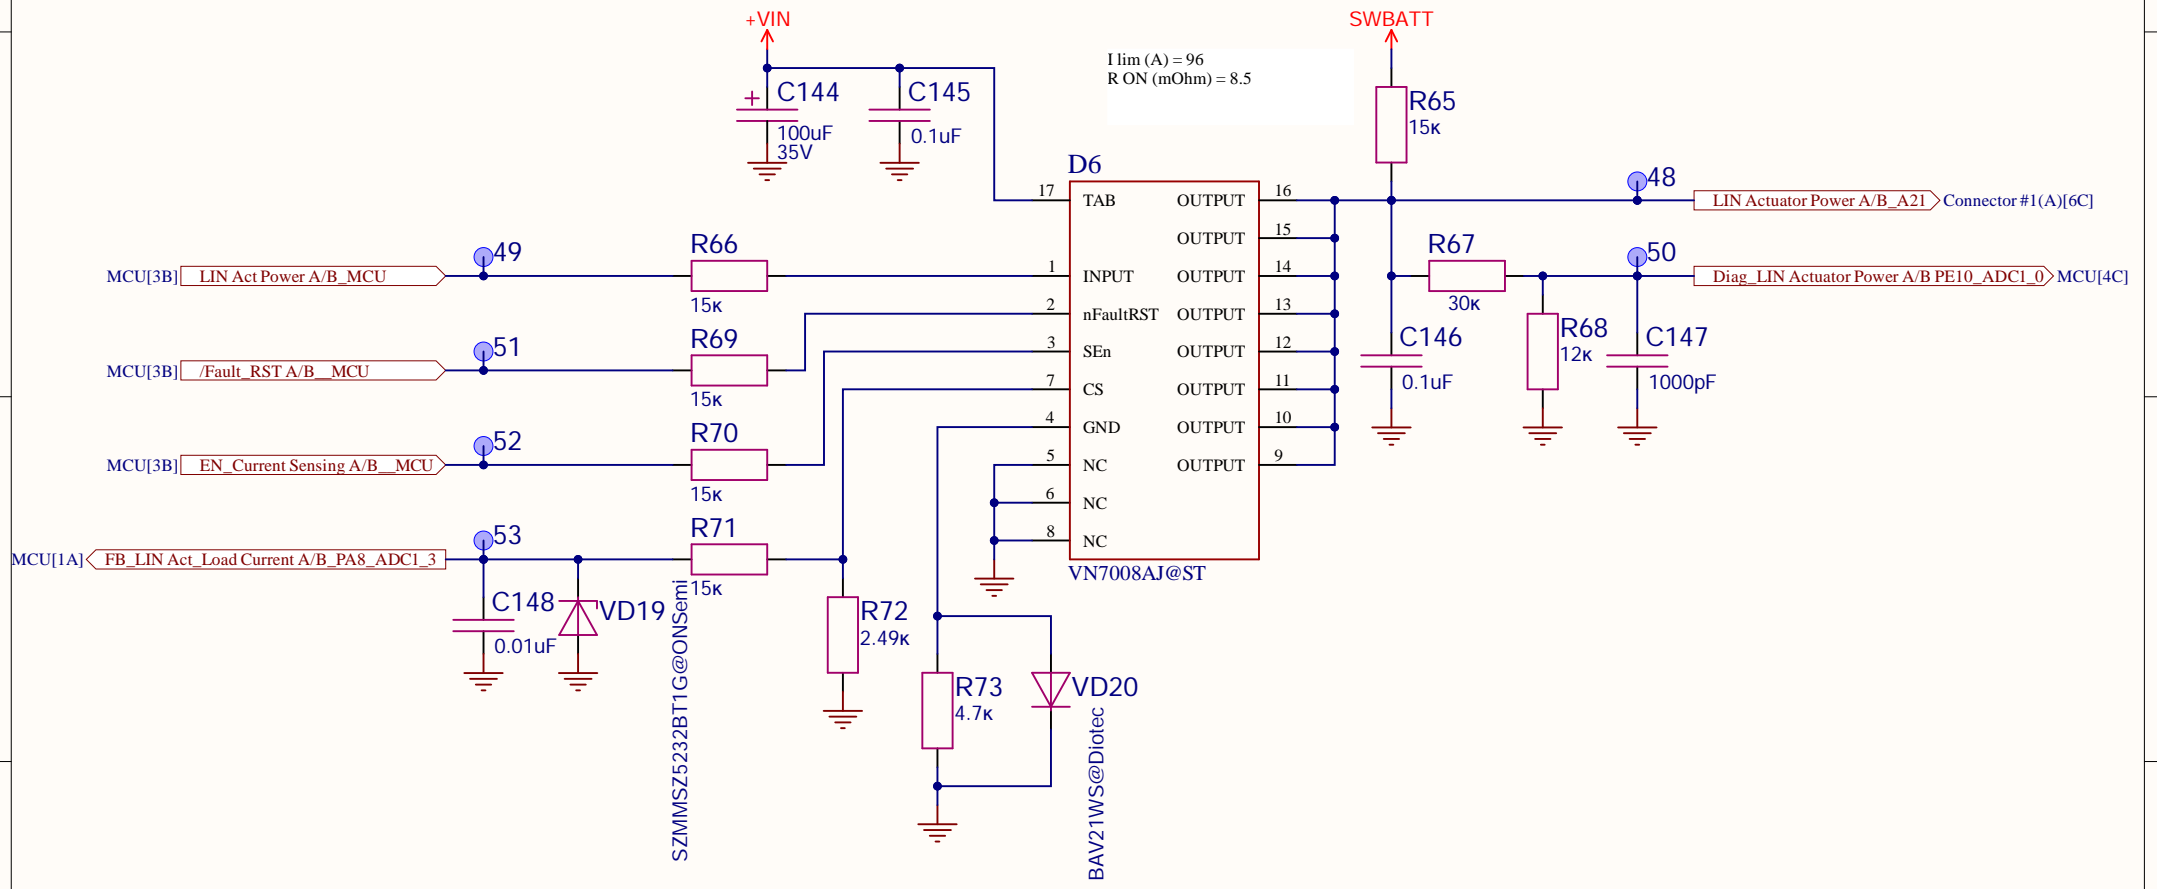 +VIN
SWBATT
I lim (A) = 96
R ON (mOhm) = 8.5
C144
100uF
35V
C145
0.1uF
R65
15к
D6
17
TAB
OUTPUT
16
48
LIN Actuator Power A/B_A21
Connector #1(A)[6C]
OUTPUT
15
MCU[3B]
LIN Act Power A/B_MCU
49
R66
15к
1
INPUT
OUTPUT
14
R67
30к
50
Diag_LIN Actuator Power A/B PE10_ADC1_0
MCU[4C]
2
nFaultRST
OUTPUT
13
R68
12к
C146
0.1uF
C147
1000pF
MCU[3B]
/Fault_RST A/B__MCU
51
R69
15к
3
SEn
OUTPUT
12
7
CS
OUTPUT
11
4
GND
OUTPUT
10
MCU[3B]
EN_Current Sensing A/B__MCU
52
R70
15к
5
NC
OUTPUT
9
6
NC
8
NC
VN7008AJ@ST
MCU[1A]
FB_LIN Act_Load Current A/B_PA8_ADC1_3
53
R71
15к
C148
0.01uF
VD19
SZMMSZ5232BT1G@ONSemi
R72
2.49к
R73
4.7к
VD20
BAV21WS@Diotec